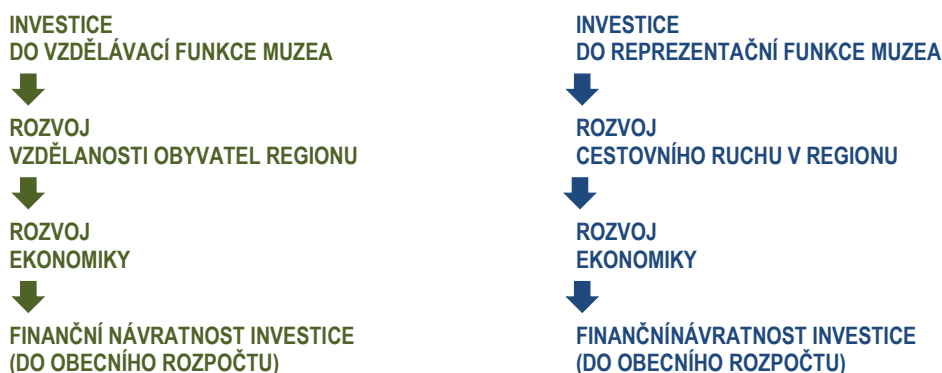 INVESTICE
DO VZDĚLÁVACÍ FUNKCE MUZEA
ROZVOJ
VZDĚLANOSTI OBYVATEL REGIONU
ROZVOJ
EKONOMIKY
FINANČNÍ NÁVRATNOST INVESTICE
(DO OBECNÍHO ROZPOČTU)
INVESTICE
DO REPREZENTAČNÍ FUNKCE MUZEA
ROZVOJ
CESTOVNÍHO RUCHU V REGIONU
ROZVOJ
EKONOMIKY
FINANČNÍNÁVRATNOST INVESTICE
(DO OBECNÍHO ROZPOČTU)